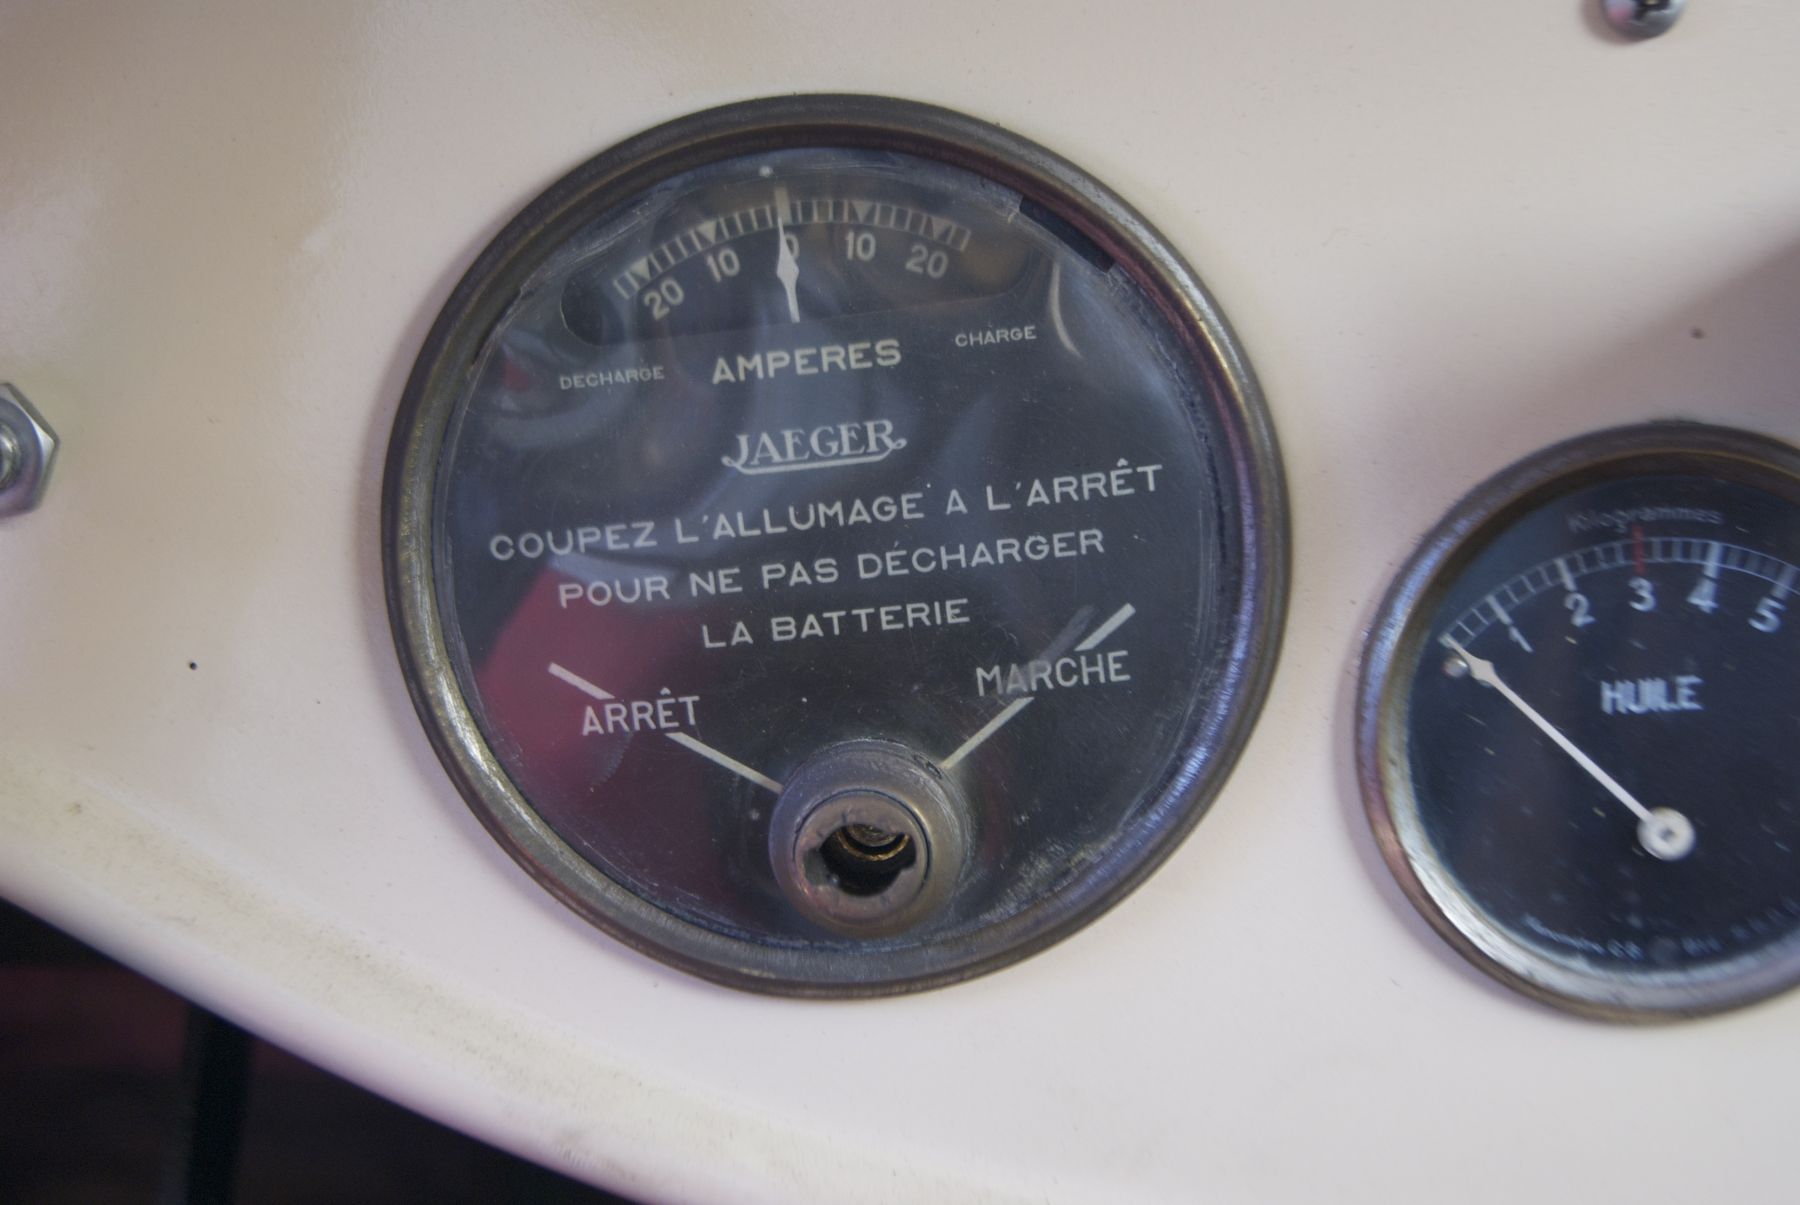 20 10 0 10 20
DECHARGE AMPERES CHARGE
JAEGER
COUPEZ L'ALLUMAGE A L'ARRÊT
POUR NE PAS DÉCHARGER
LA BATTERIE
ARRÊT MARCHE
Kilogrammes
1 2 3 4 5
HUILE